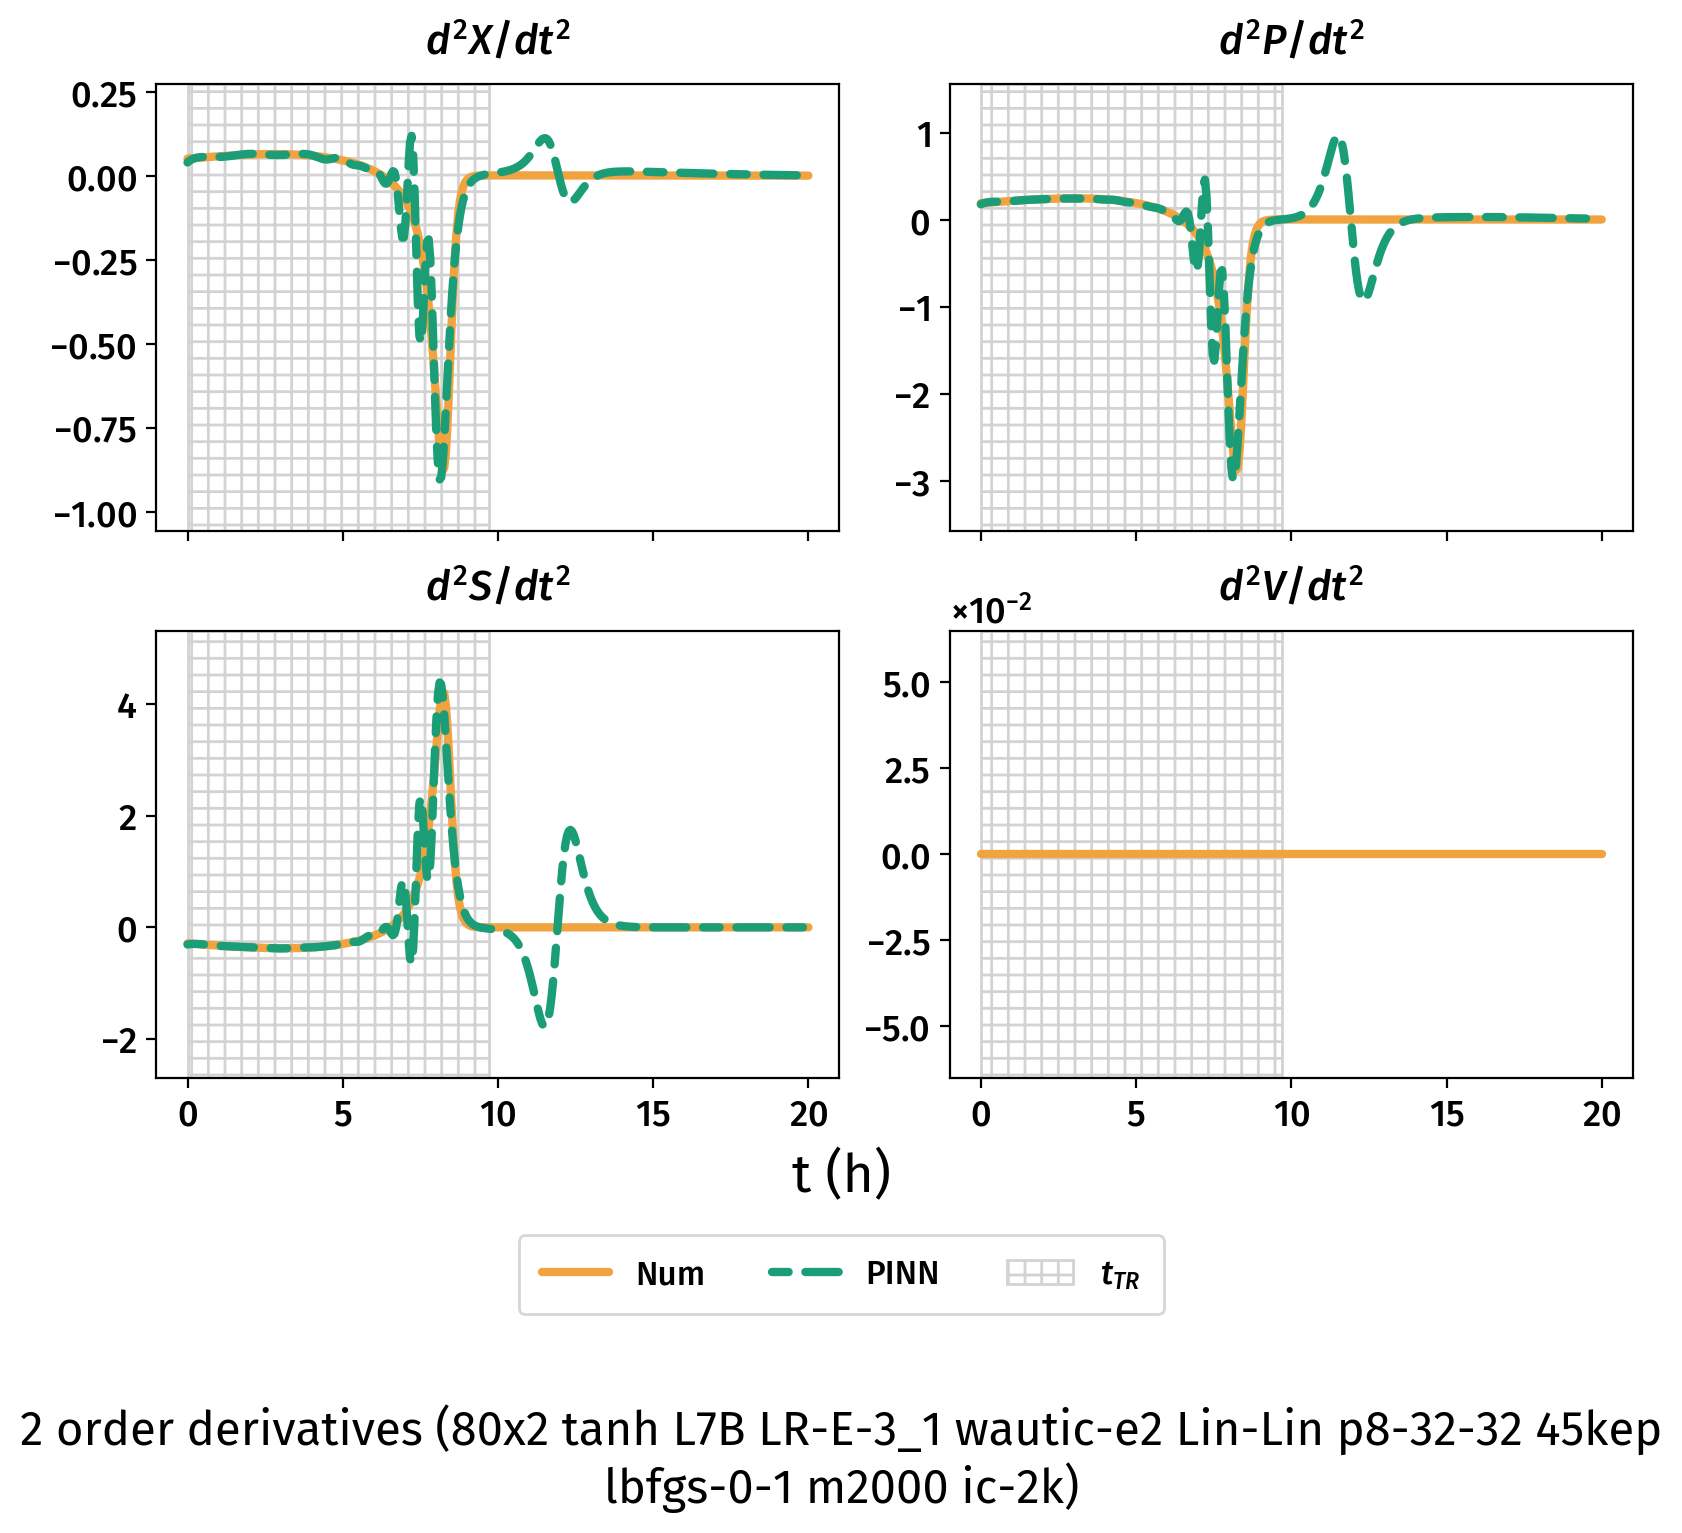 d²X/dt²
d²P/dt²
0.25
0.00
−0.25
−0.50
−0.75
−1.00
1
0
−1
−2
−3
d²S/dt²
d²V/dt²
×10⁻²
4
2
0
−2
5.0
2.5
0.0
−2.5
−5.0
0 5 10 15 20
0 5 10 15 20
t (h)
Num PINN t_TR
2 order derivatives (80x2 tanh L7B LR-E-3_1 wautic-e2 Lin-Lin p8-32-32 45kep
lbfgs-0-1 m2000 ic-2k)